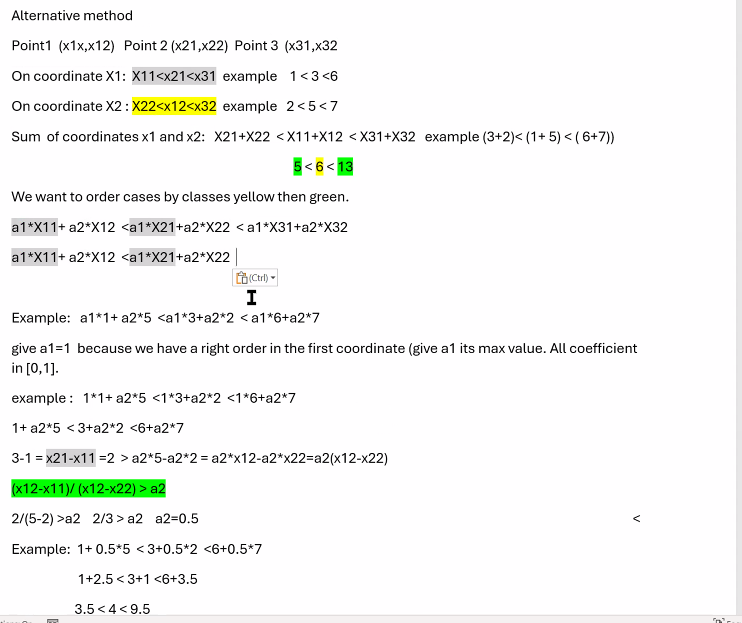 Alternative method
Point1 (x1x,x12) Point 2 (x21,x22) Point 3 (x31,x32
On coordinate X1: X11<x21<x31 example 1 < 3 <6
On coordinate X2 : X22<x12<x32 example 2 < 5 < 7
Sum of coordinates x1 and x2: X21+X22 < X11+X12 < X31+X32 example (3+2)< (1+ 5) < ( 6+7))
5 < 6 < 13
We want to order cases by classes yellow then green.
a1*X11+ a2*X12 <a1*X21+a2*X22 < a1*X31+a2*X32
a1*X11+ a2*X12 <a1*X21+a2*X22
(Ctrl)
Example: a1*1+ a2*5 <a1*3+a2*2 < a1*6+a2*7
give a1=1 because we have a right order in the first coordinate (give a1 its max value. All coefficient
in [0,1].
example : 1*1+ a2*5 <1*3+a2*2 <1*6+a2*7
1+ a2*5 < 3+a2*2 <6+a2*7
3-1 = x21-x11 =2 > a2*5-a2*2 = a2*x12-a2*x22=a2(x12-x22)
(x12-x11)/ (x12-x22) > a2
2/(5-2) >a2 2/3 > a2 a2=0.5 <
Example: 1+ 0.5*5 < 3+0.5*2 <6+0.5*7
1+2.5 < 3+1 <6+3.5
3.5 < 4 < 9.5